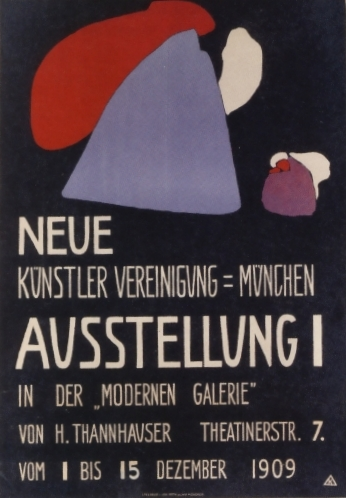 NEUE
KÜNSTLER VEREINIGUNG = MÜNCHEN
AUSSTELLUNG I
IN DER „MODERNEN GALERIE"
VON H. THANNHAUSER THEATINERSTR. 7.
VOM 1 BIS 15 DEZEMBER 1909